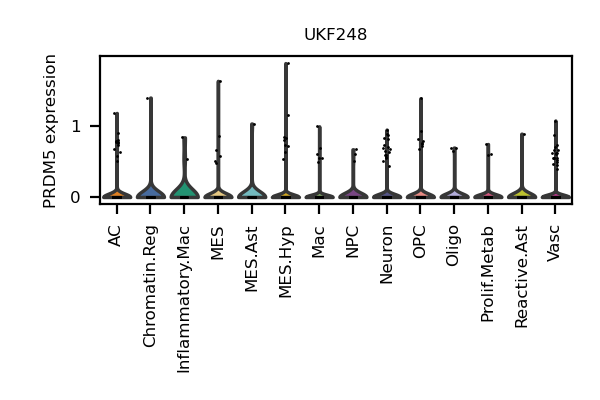 UKF248
PRDM5 expression
1
0
AC
Chromatin.Reg
Inflammatory.Mac
MES
MES.Ast
MES.Hyp
Mac
NPC
Neuron
OPC
Oligo
Prolif.Metab
Reactive.Ast
Vasc